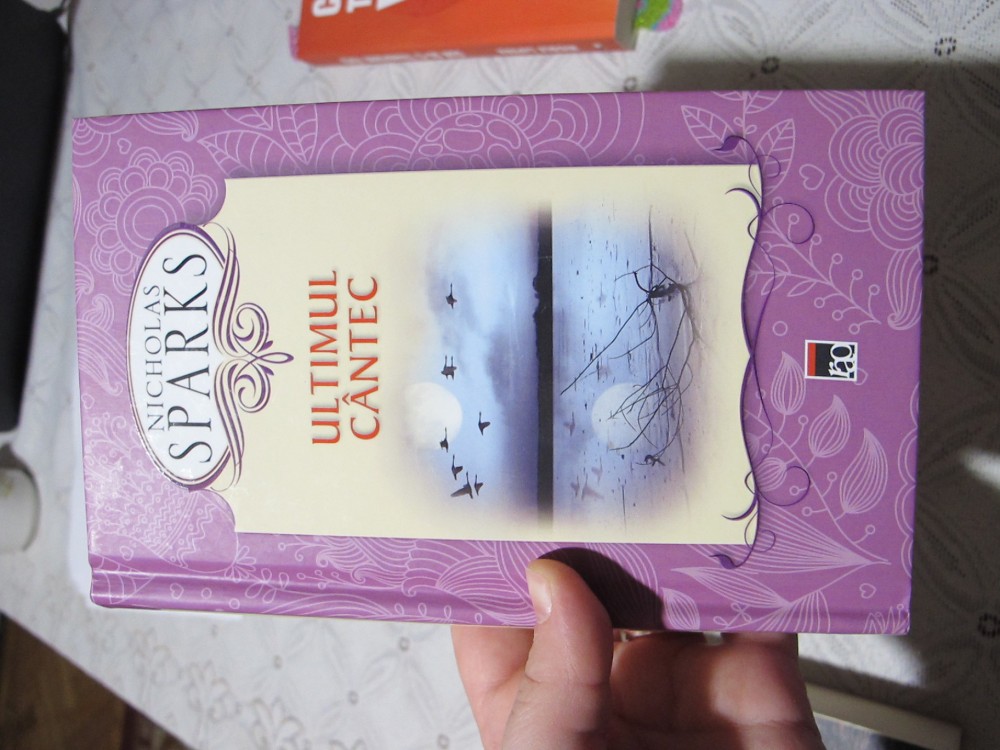 NICHOLAS
SPARKS
ULTIMUL
CÂNTEC
rao